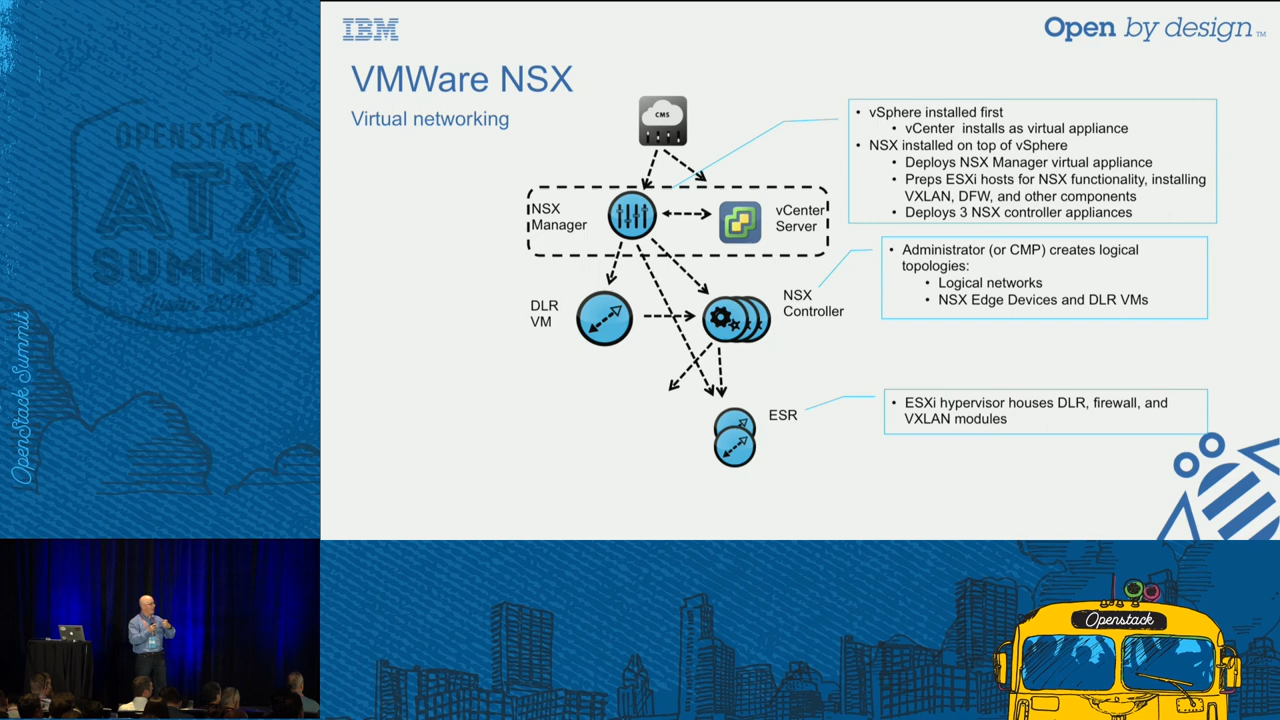 IBM
Open by design™
VMWare NSX
Virtual networking
CMS
NSX
Manager
vCenter
Server
DLR
VM
NSX
Controller
ESR
• vSphere installed first
• vCenter installs as virtual appliance
• NSX installed on top of vSphere
• Deploys NSX Manager virtual appliance
• Preps ESXi hosts for NSX functionality, installing
VXLAN, DFW, and other components
• Deploys 3 NSX controller appliances
• Administrator (or CMP) creates logical
topologies:
• Logical networks
• NSX Edge Devices and DLR VMs
• ESXi hypervisor houses DLR, firewall, and
VXLAN modules
OPENSTACK
ATX
SUMMIT
OpenStack Summit
Openstack